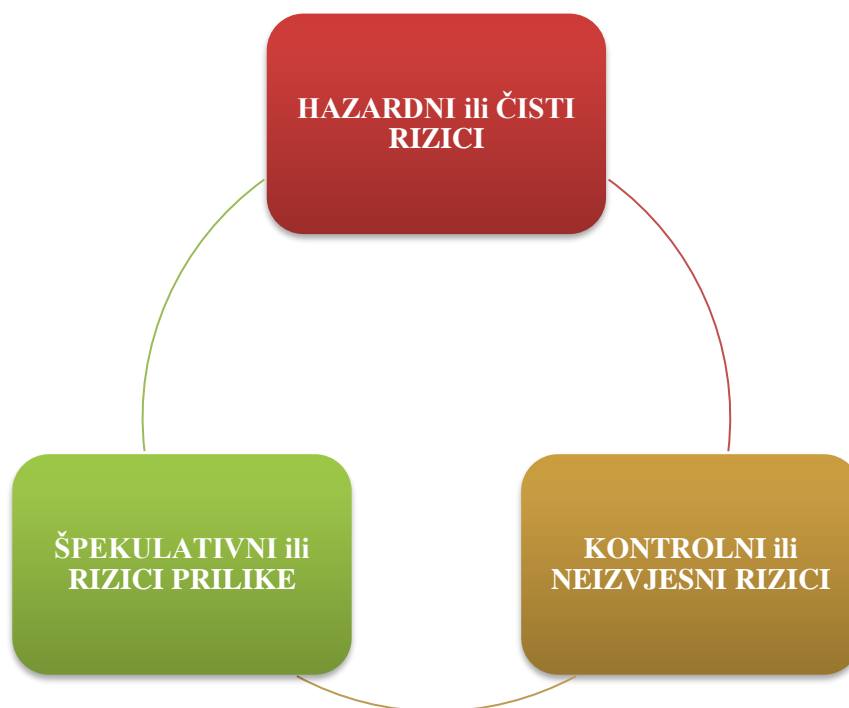 HAZARDNI ili ČISTI
RIZICI
ŠPEKULATIVNI ili
RIZICI PRILIKE
KONTROLNI ili
NEIZVJESNI RIZICI